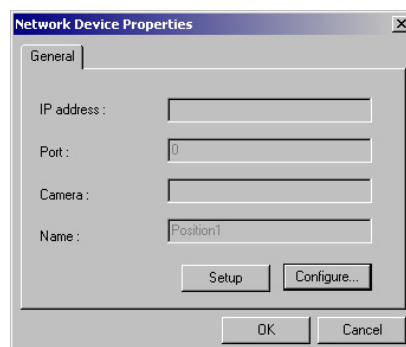 Network Device Properties
General
IP address :
Port : 0
Camera :
Name : Position1
Setup Configure...
OK Cancel